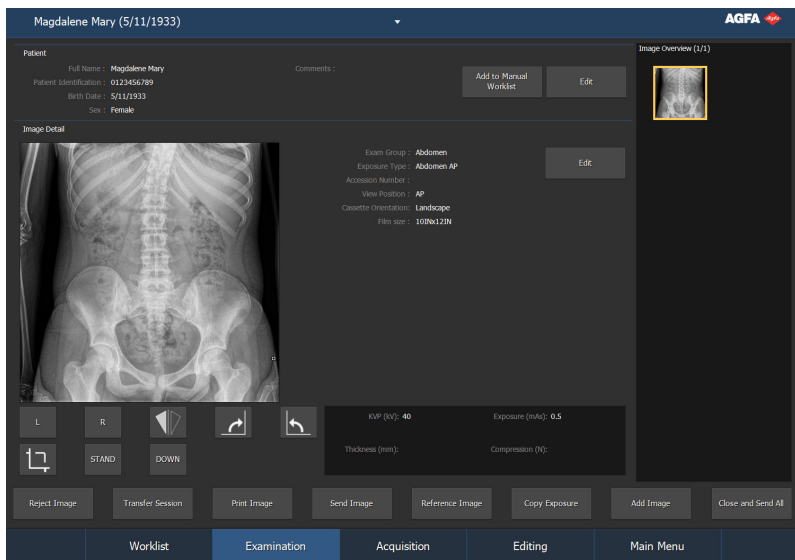 Magdalene Mary (5/11/1933)
AGFA
Patient
Full Name : Magdalene Mary
Patient Identification : 0123456789
Birth Date : 5/11/1933
Sex : Female
Comments :
Add to Manual
Worklist
Edit
Image Overview (1/1)
Image Detail
Exam Group : Abdomen
Exposure Type : Abdomen AP
Accession Number :
View Position : AP
Cassette Orientation: Landscape
Film size : 10INx12IN
Edit
L
R
STAND
DOWN
KVP (kV): 40
Exposure (mAs): 0.5
Thickness (mm):
Compression (N):
Reject Image
Transfer Session
Print Image
Send Image
Reference Image
Copy Exposure
Add Image
Close and Send All
Worklist
Examination
Acquisition
Editing
Main Menu